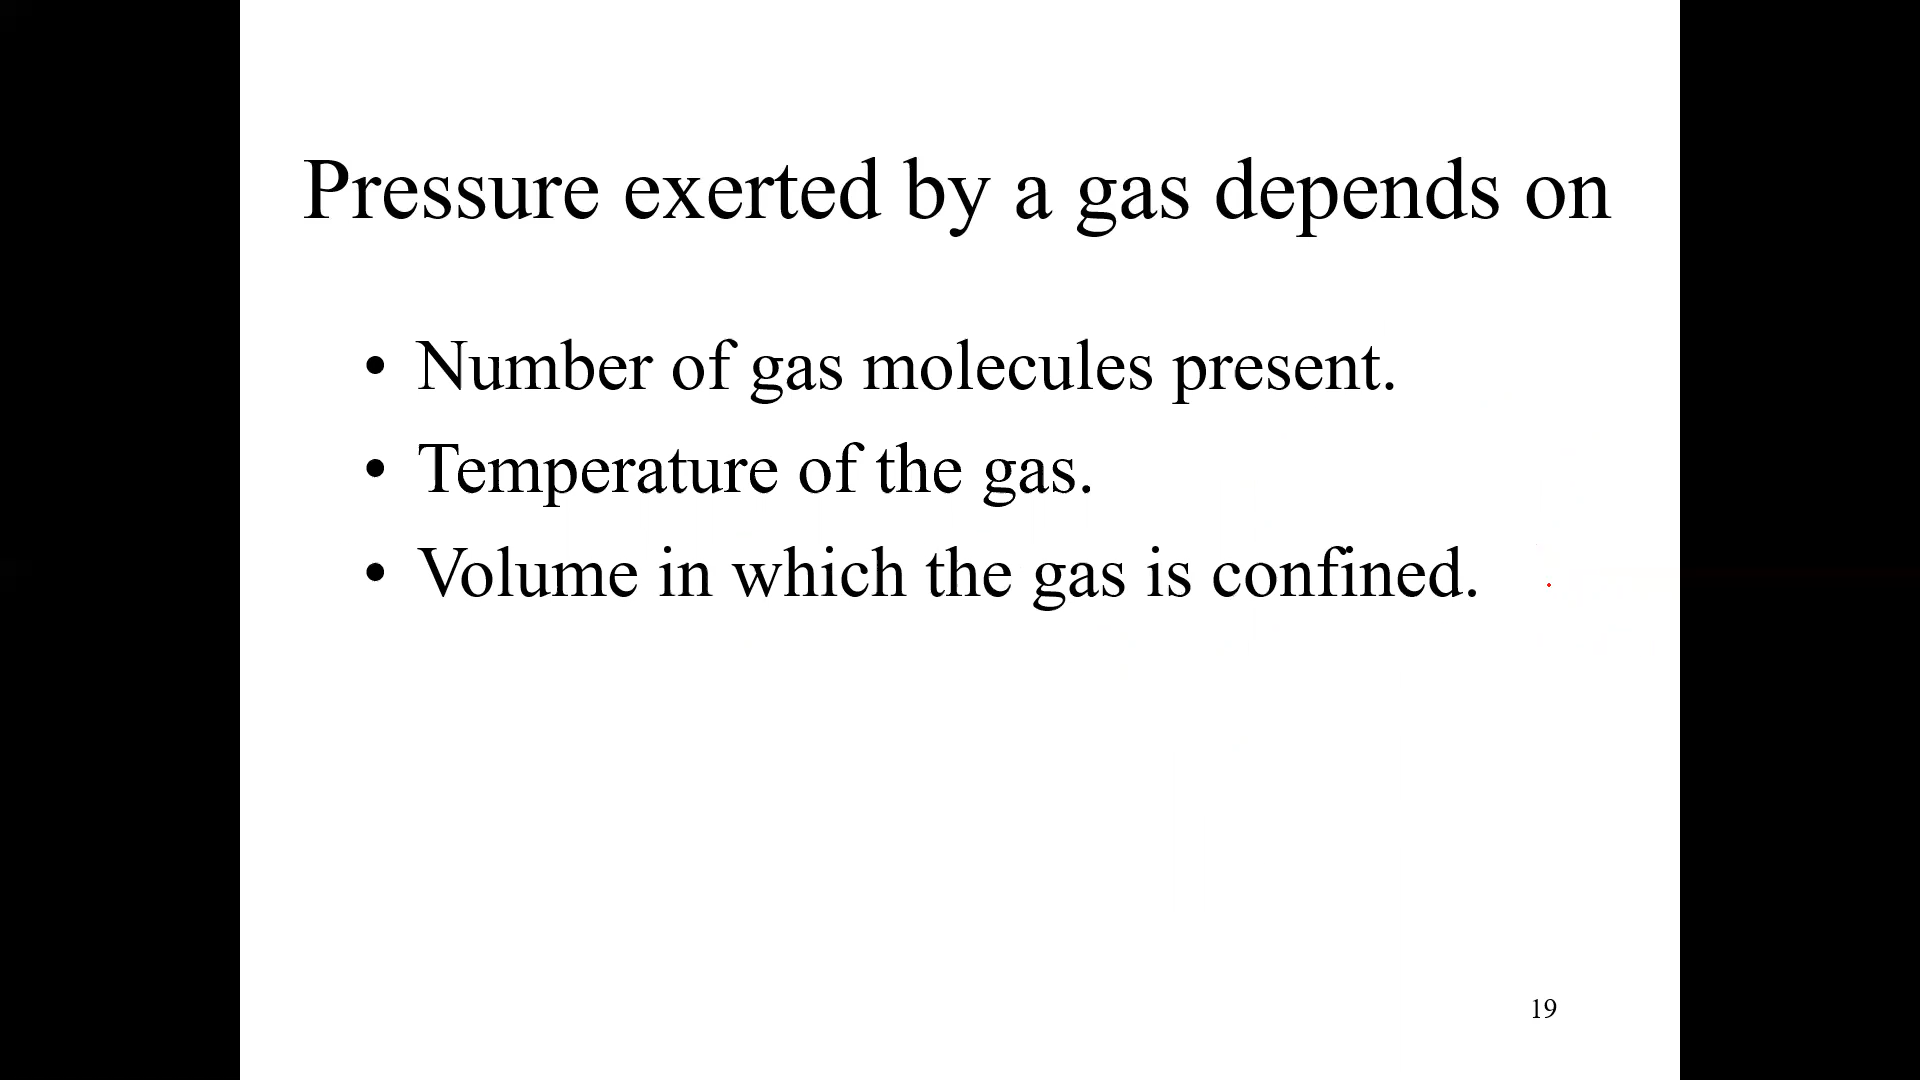 Pressure exerted by a gas depends on
• Number of gas molecules present.
• Temperature of the gas.
• Volume in which the gas is confined.
19